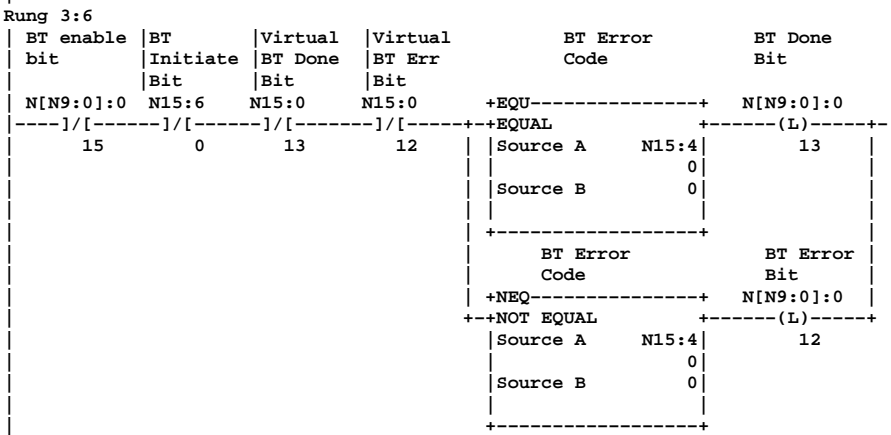 Rung 3:6
| BT enable |BT |Virtual |Virtual BT Error BT Done
| bit |Initiate |BT Done |BT Err Code Bit
| |Bit |Bit |Bit
| N[N9:0]:0 N15:6 N15:0 N15:0 +EQU---------------+ N[N9:0]:0
|----]/[------]/[------]/[-------]/[-----+-+EQUAL +------(L)-----+-
| 15 0 13 12 | |Source A N15:4| 13 |
| | | 0| |
| | |Source B 0| |
| | | | |
| | +------------------+ |
| | BT Error BT Error |
| | Code Bit |
| | +NEQ---------------+ N[N9:0]:0 |
| +-+NOT EQUAL +------(L)-----+
| |Source A N15:4| 12
| | 0|
| |Source B 0|
| | |
| +------------------+